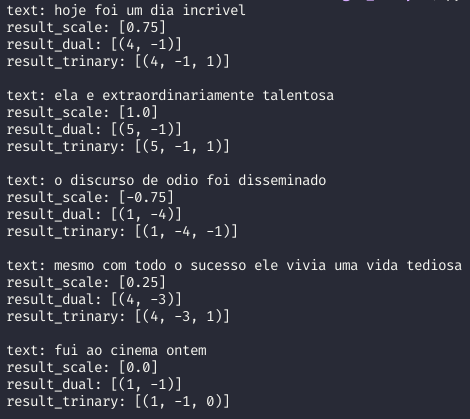 text: hoje foi um dia incrivel
result_scale: [0.75]
result_dual: [(4, -1)]
result_trinary: [(4, -1, 1)]

text: ela e extraordinariamente talentosa
result_scale: [1.0]
result_dual: [(5, -1)]
result_trinary: [(5, -1, 1)]

text: o discurso de odio foi disseminado
result_scale: [-0.75]
result_dual: [(1, -4)]
result_trinary: [(1, -4, -1)]

text: mesmo com todo o sucesso ele vivia uma vida tediosa
result_scale: [0.25]
result_dual: [(4, -3)]
result_trinary: [(4, -3, 1)]

text: fui ao cinema ontem
result_scale: [0.0]
result_dual: [(1, -1)]
result_trinary: [(1, -1, 0)]